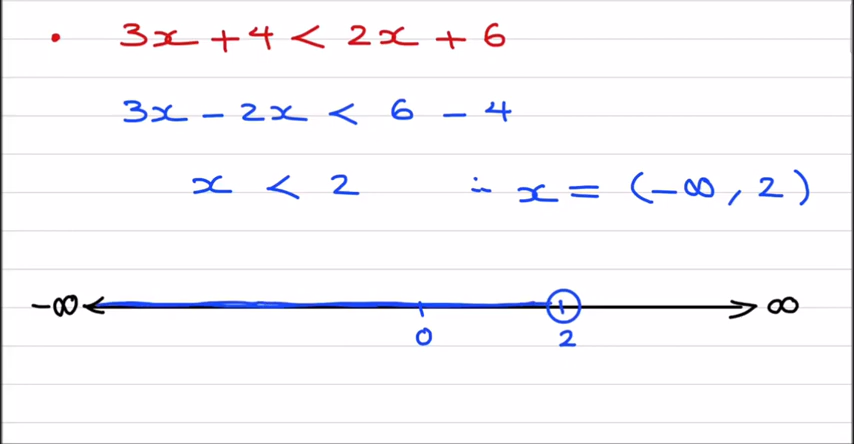 • 3x + 4 < 2x + 6
3x - 2x < 6 - 4
x < 2 ∴ x = (-∞, 2)
-∞ ∞
0 2